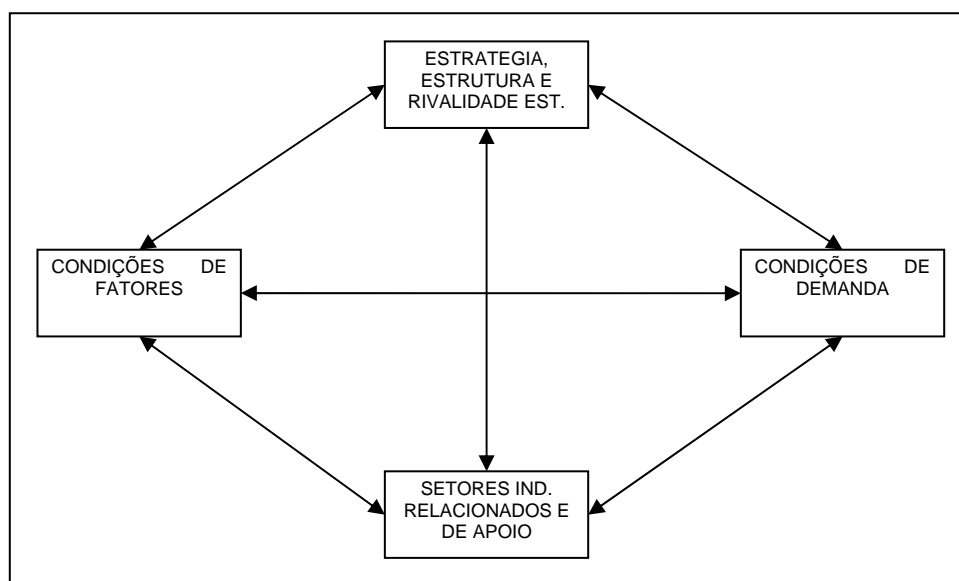 ESTRATEGIA,
ESTRUTURA E
RIVALIDADE EST.
CONDIÇÕES DE
FATORES
CONDIÇÕES DE
DEMANDA
SETORES IND.
RELACIONADOS E
DE APOIO